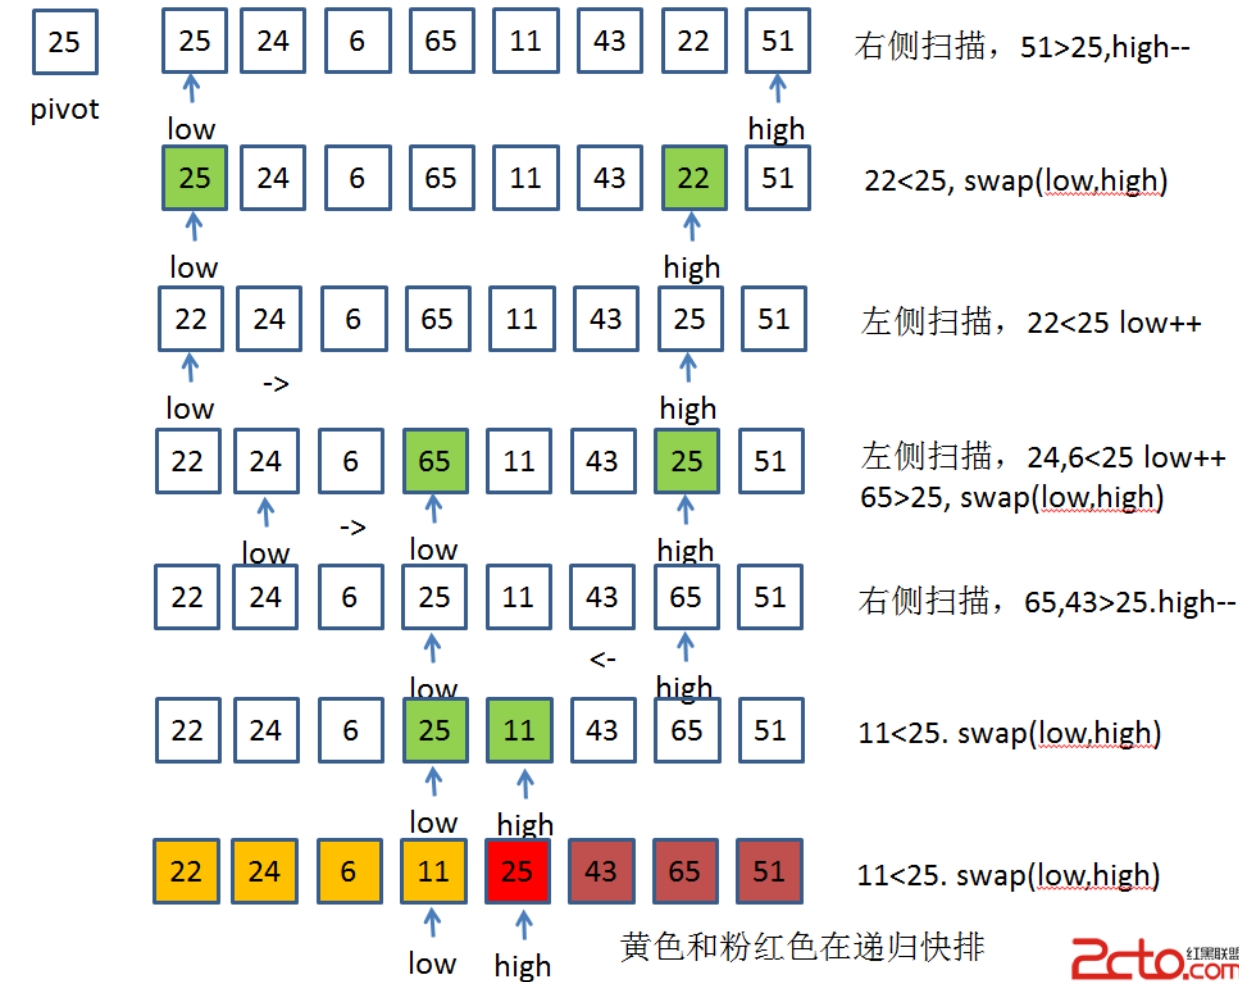 25 25 24 6 65 11 43 22 51 右侧扫描，51>25,high--
pivot
low high
25 24 6 65 11 43 22 51 22<25, swap(low,high)
low high
22 24 6 65 11 43 25 51 左侧扫描，22<25 low++
->
low high
22 24 6 65 11 43 25 51 左侧扫描，24,6<25 low++
65>25, swap(low,high)
->
low low high
22 24 6 25 11 43 65 51 右侧扫描，65,43>25.high--
<-
low high
22 24 6 25 11 43 65 51 11<25. swap(low,high)
low high
22 24 6 11 25 43 65 51 11<25. swap(low,high)
low high
黄色和粉红色在递归快排
2cto.com 红黑联盟